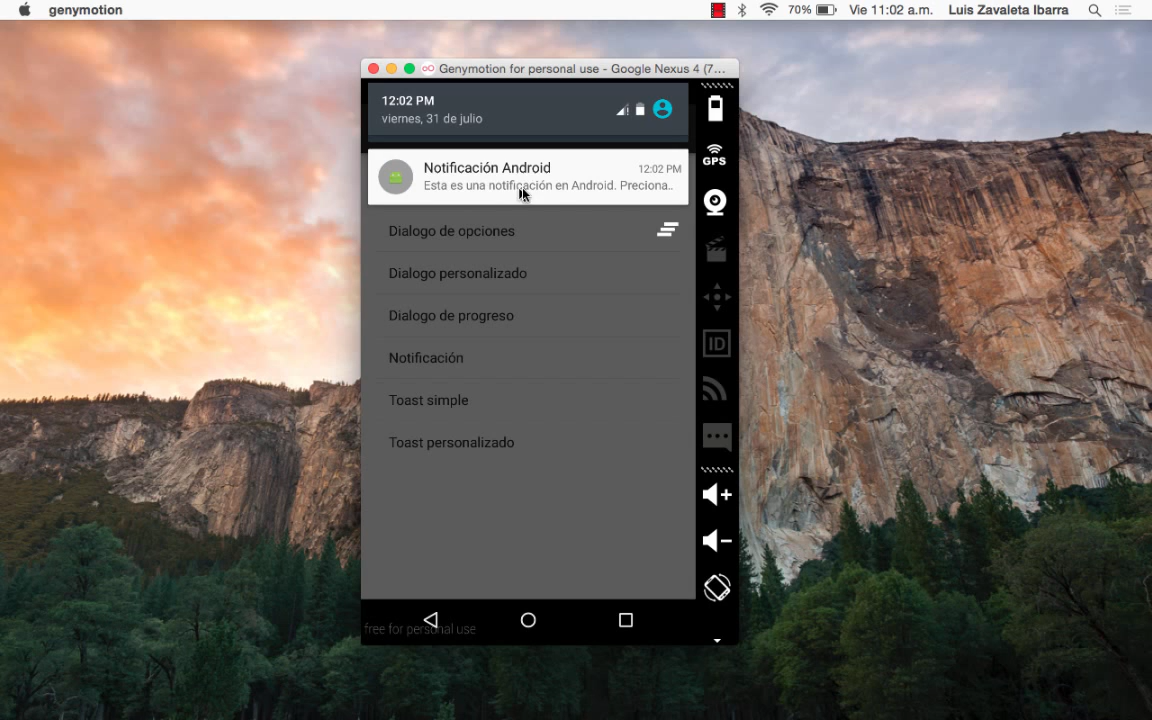 genymotion
70%
Vie 11:02 a.m.
Luis Zavaleta Ibarra
Genymotion for personal use - Google Nexus 4 (7...
12:02 PM
viernes, 31 de julio
Notificación Android
12:02 PM
Esta es una notificación en Android. Preciona..
Dialogo de opciones
Dialogo personalizado
Dialogo de progreso
Notificación
Toast simple
Toast personalizado
free for personal use
GPS
ID